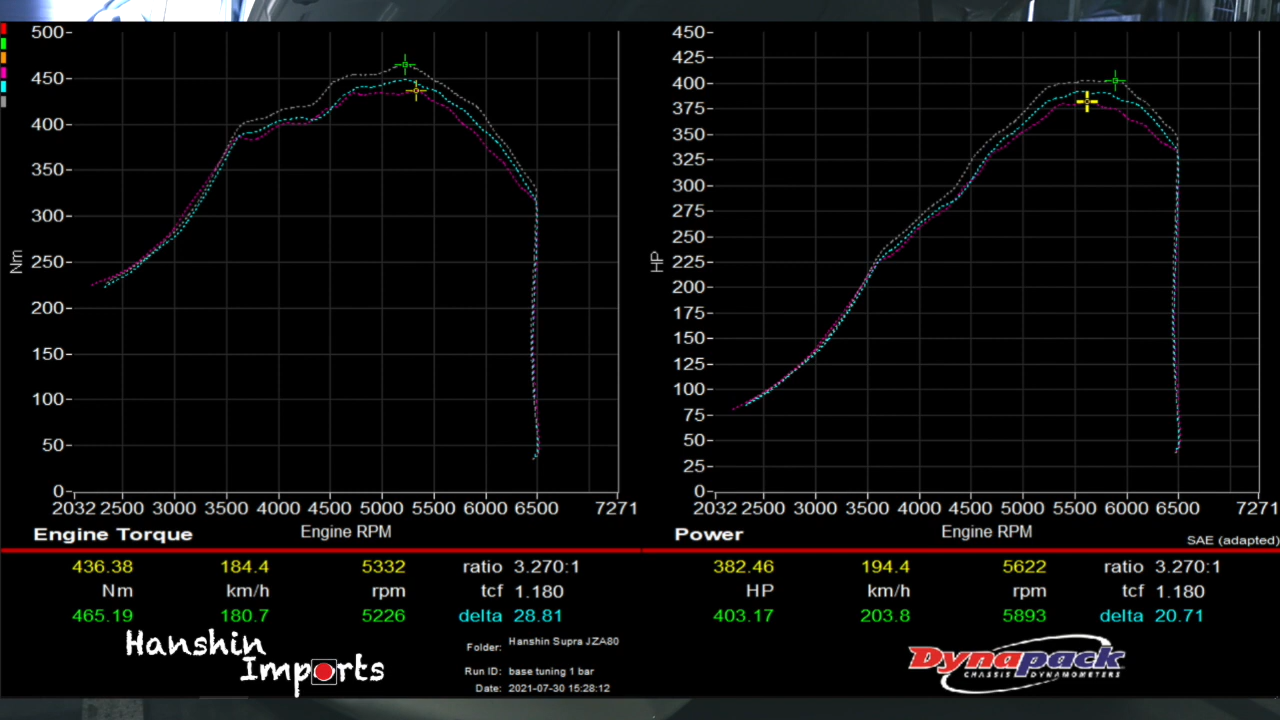 500
450
400
350
300
250
200
150
100
50
0
Nm
2032 2500 3000 3500 4000 4500 5000 5500 6000 6500 7271
Engine Torque
Engine RPM
450
425
400
375
350
325
300
275
250
225
200
175
150
125
100
75
50
25
0
HP
2032 2500 3000 3500 4000 4500 5000 5500 6000 6500 7271
Power
Engine RPM
SAE (adapted)
436.38 184.4 5332 ratio 3.270:1
Nm km/h rpm tcf 1.180
465.19 180.7 5226 delta 28.81
382.46 194.4 5622 ratio 3.270:1
HP km/h rpm tcf 1.180
403.17 203.8 5893 delta 20.71
Hanshin
Imports
Folder: Hanshin Supra JZA80
Run ID: base tuning 1 bar
Date: 2021-07-30 15:28:12
Dynapack
CHASSIS DYNAMOMETERS